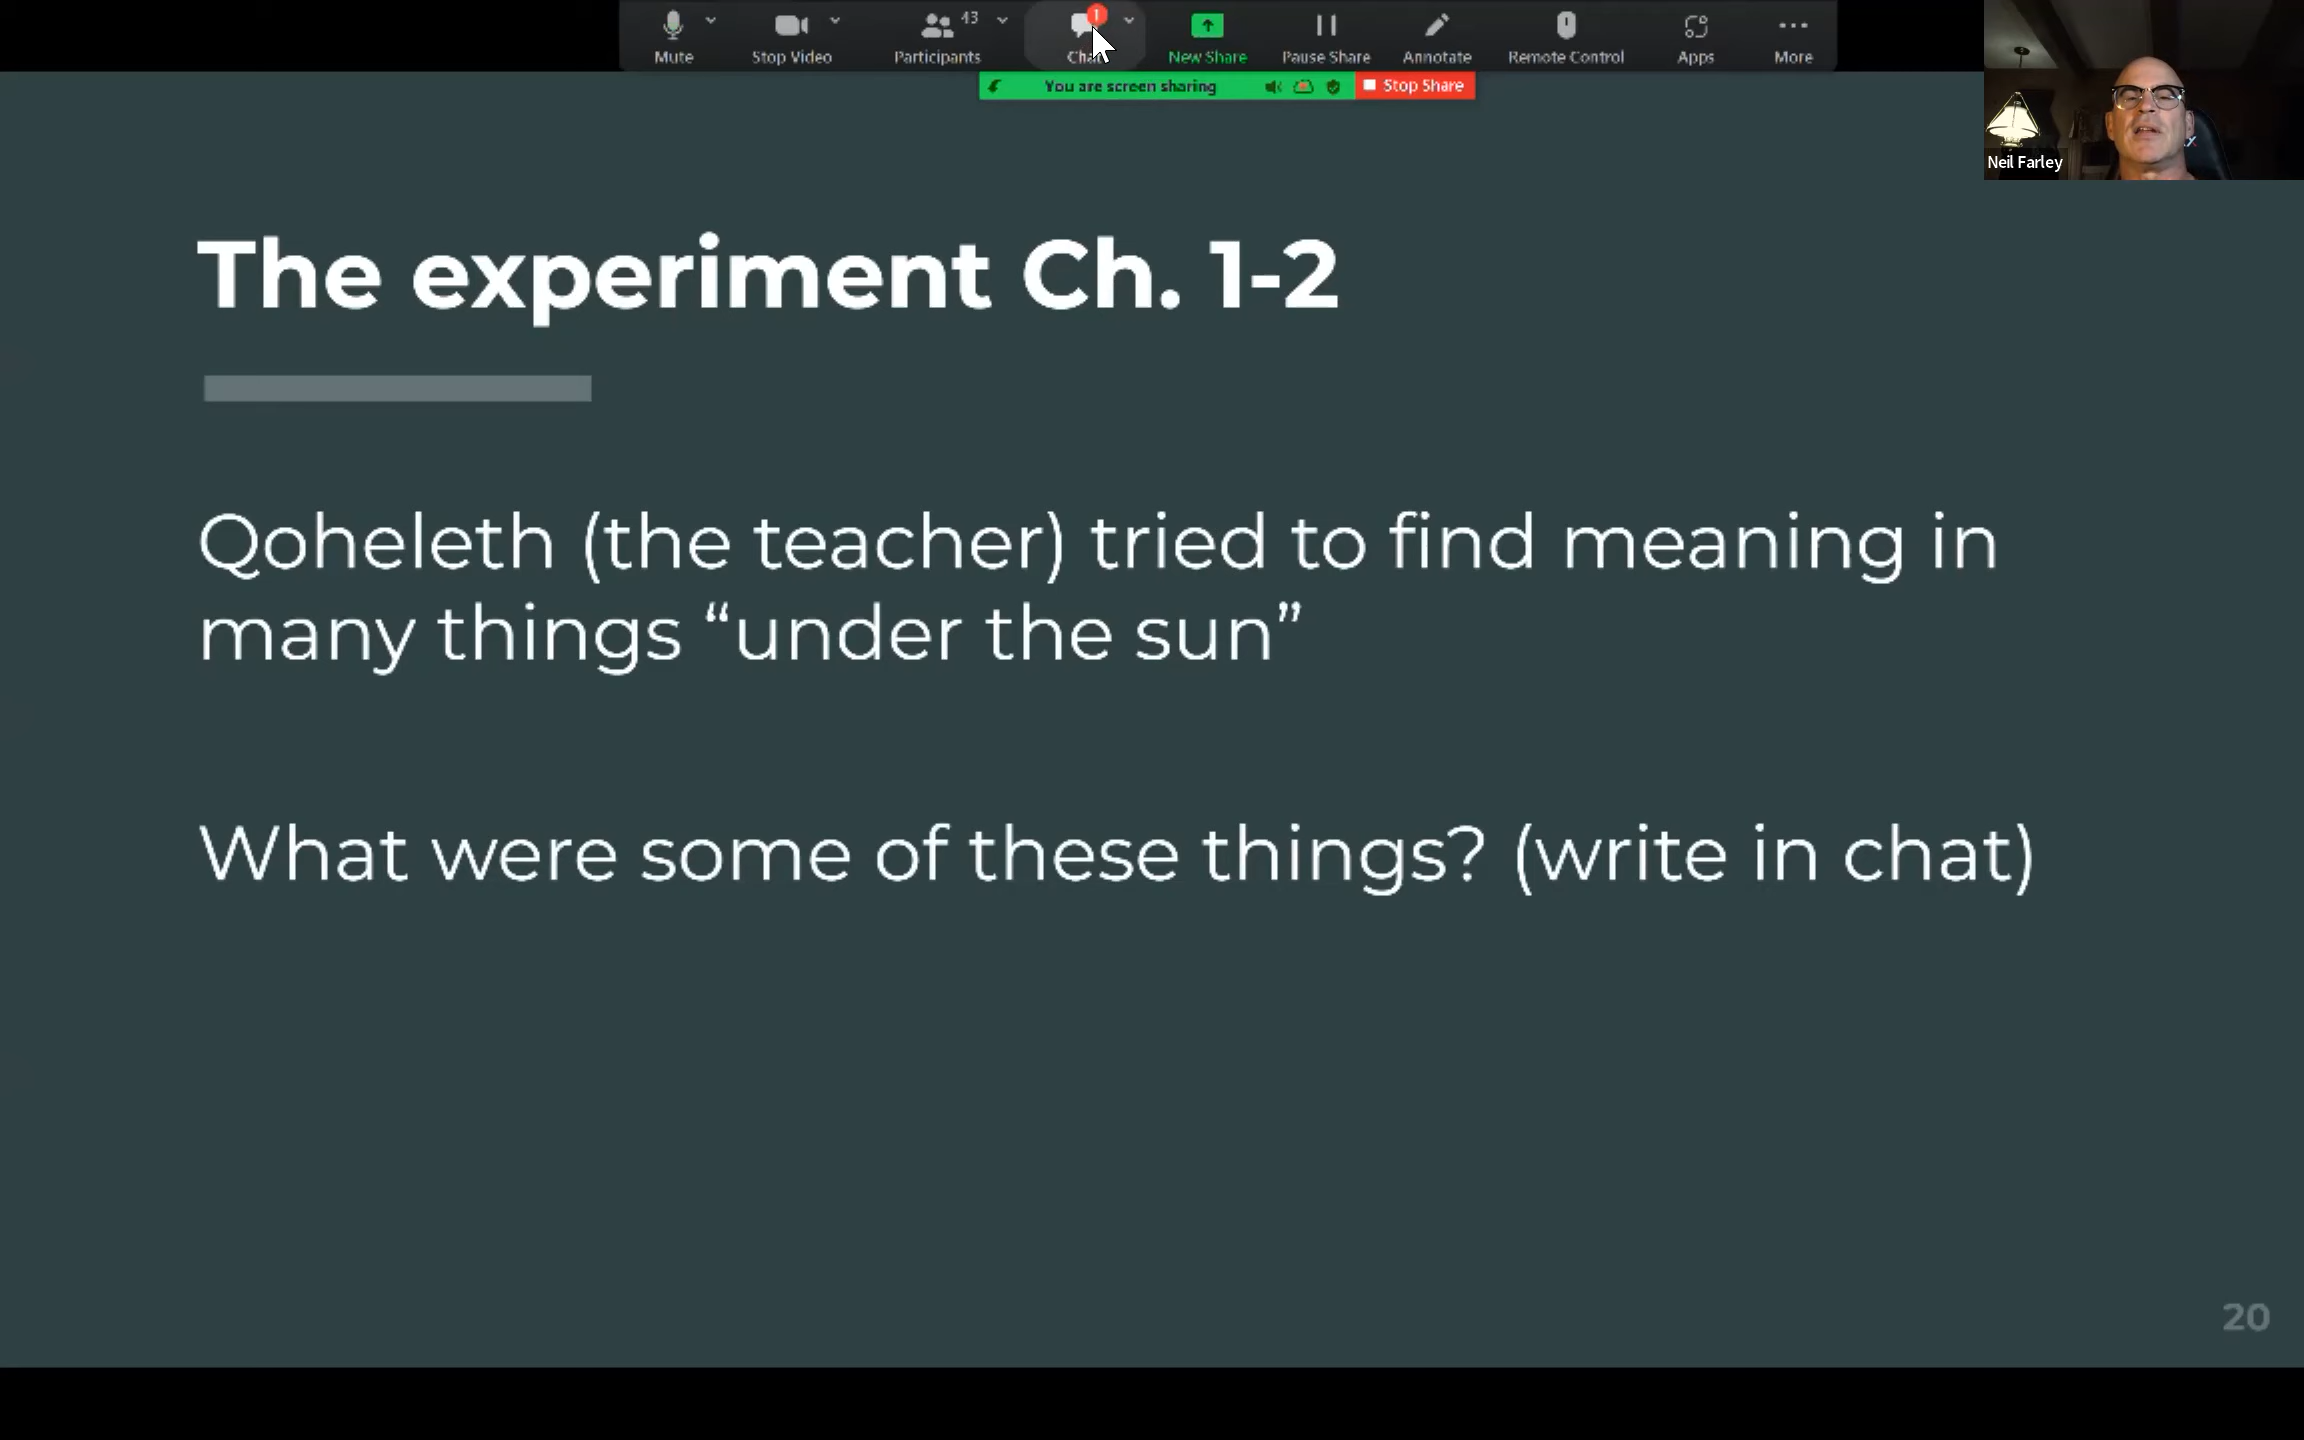 Mute
Stop Video
Participants
43
Chat
New Share
Pause Share
Annotate
Remote Control
Apps
More
You are screen sharing
Stop Share
Neil Farley
The experiment Ch. 1-2
Qoheleth (the teacher) tried to find meaning in
many things “under the sun”
What were some of these things? (write in chat)
20